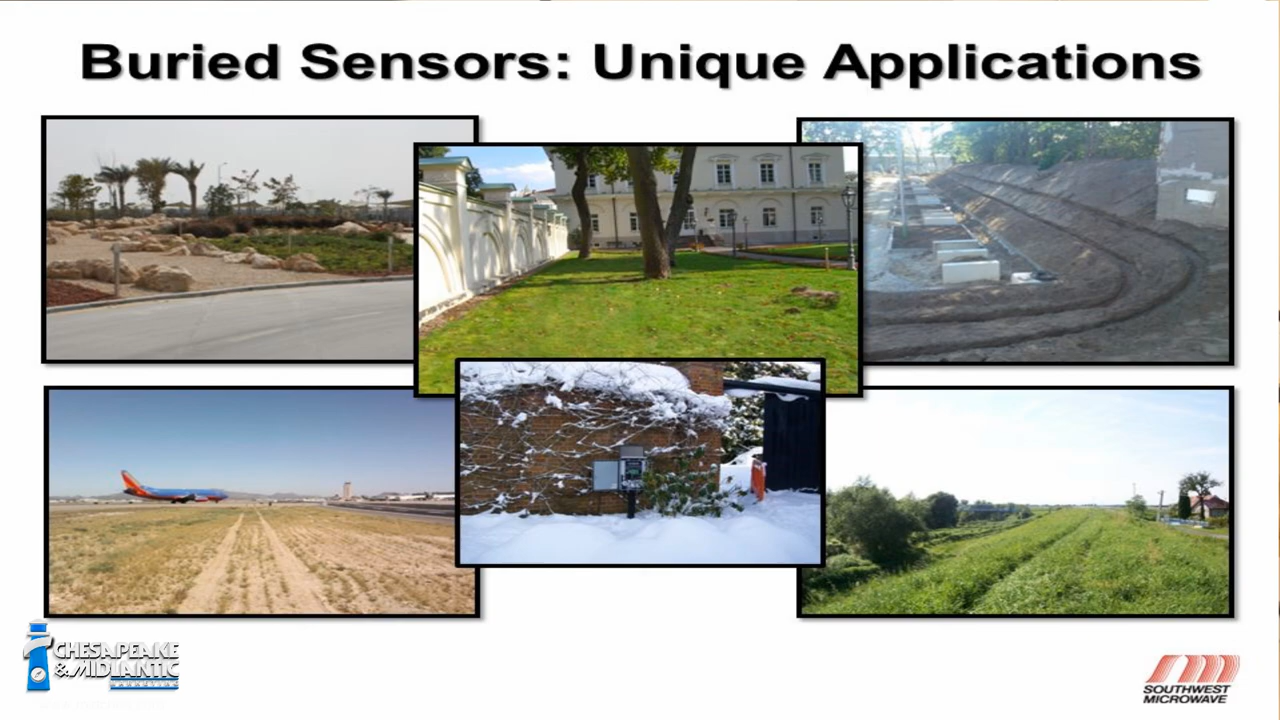 Buried Sensors: Unique Applications
CHESAPEAKE
& MIDLANTIC
SOUTHWEST
MICROWAVE